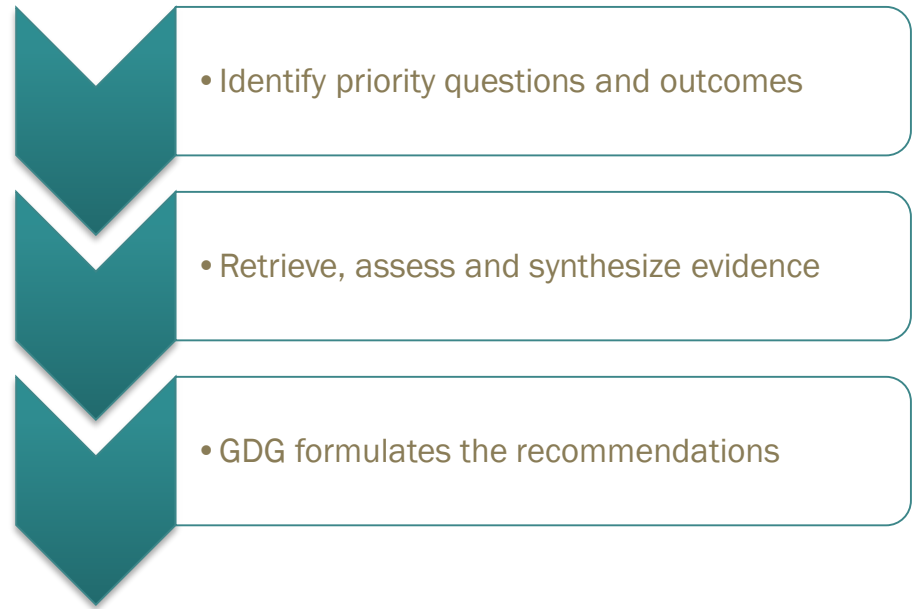 • Identify priority questions and outcomes
• Retrieve, assess and synthesize evidence
• GDG formulates the recommendations